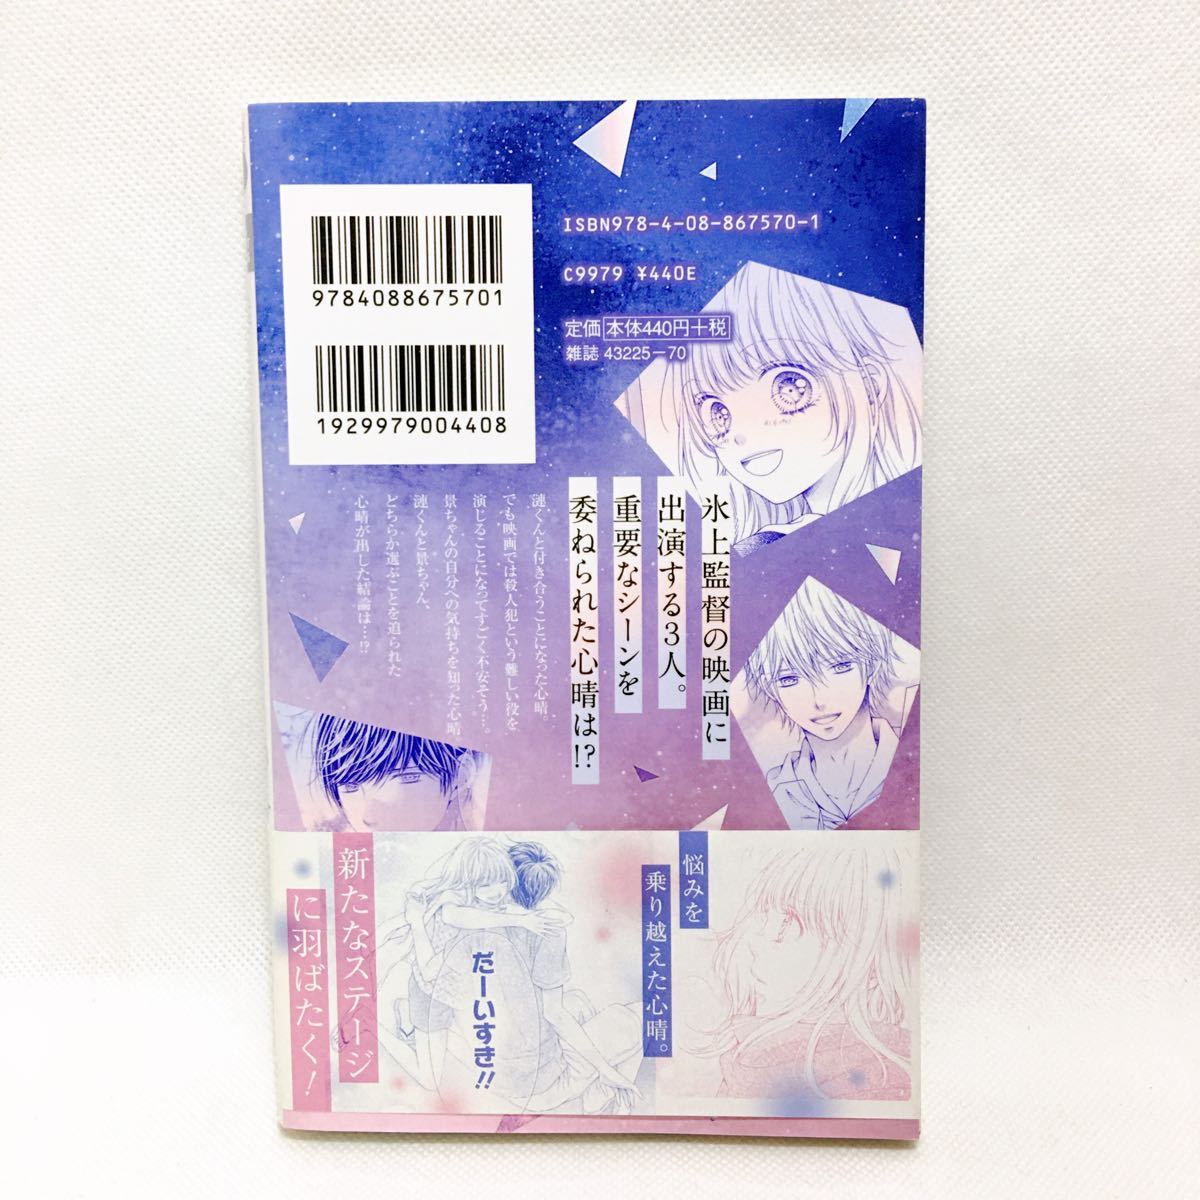 9784088675701
1929979004408
ISBN978-4-08-867570-1
C9979 ¥440E
定価 本体440円+税
雑誌 43225-70
氷上監督の映画に
出演する3人。
重要なシーンを
委ねられた心晴は!?
漣くんと付き合うことになった心晴。
でも映画では殺人犯という難しい役を
演じることになってすごく不安そう…。
景ちゃんの自分への気持ちを知った心晴
漣くんと景ちゃん、
どちらか選ぶことを迫られた
心晴が出した結論は…!?
悩みを
乗り越えた心晴。
だーいすき!!
新たなステージ
に羽ばたく!